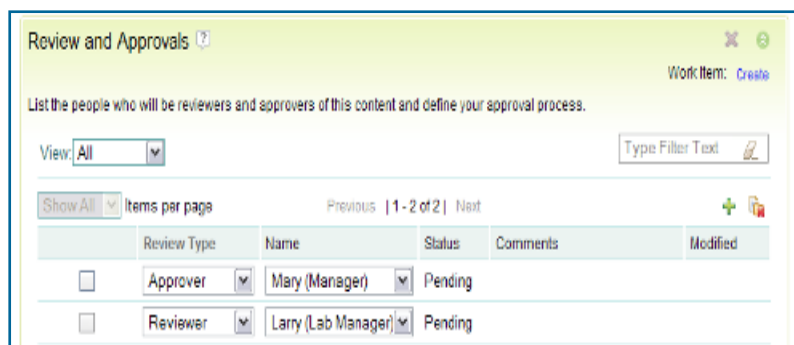 Review and Approvals ?
Work Item: Create
List the people who will be reviewers and approvers of this content and define your approval process.
View: All Type Filter Text
Show All Items per page Previous | 1 - 2 of 2 | Next
Review Type Name Status Comments Modified
Approver Mary (Manager) Pending
Reviewer Larry (Lab Manager) Pending